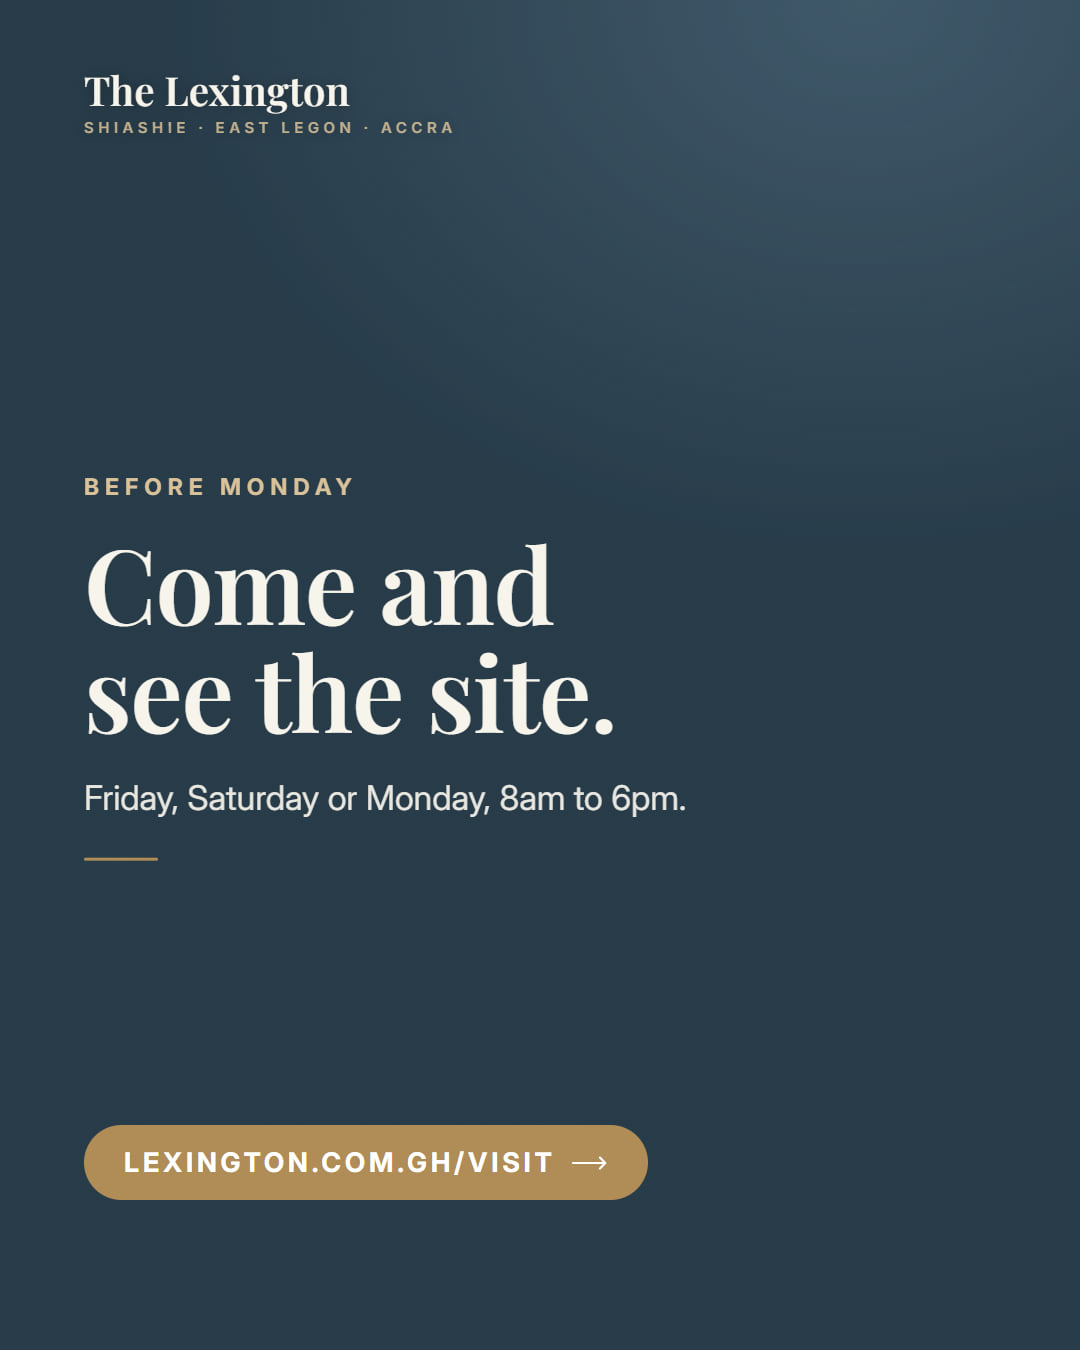 The Lexington
SHIASHIE · EAST LEGON · ACCRA
BEFORE MONDAY
Come and
see the site.
Friday, Saturday or Monday, 8am to 6pm.
LEXINGTON.COM.GH/VISIT →